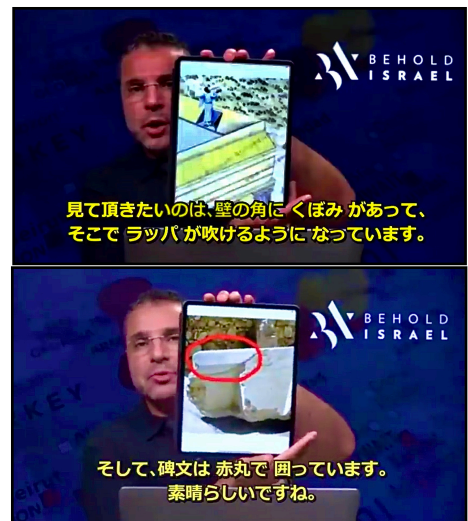 BEHOLD
ISRAEL
見て頂きたいのは、壁の角に くぼみ があって、
そこで ラッパ が吹けるように なっています。
BEHOLD
ISRAEL
KEY
そして、碑文は 赤丸で 囲っています。
素晴らしいですね。